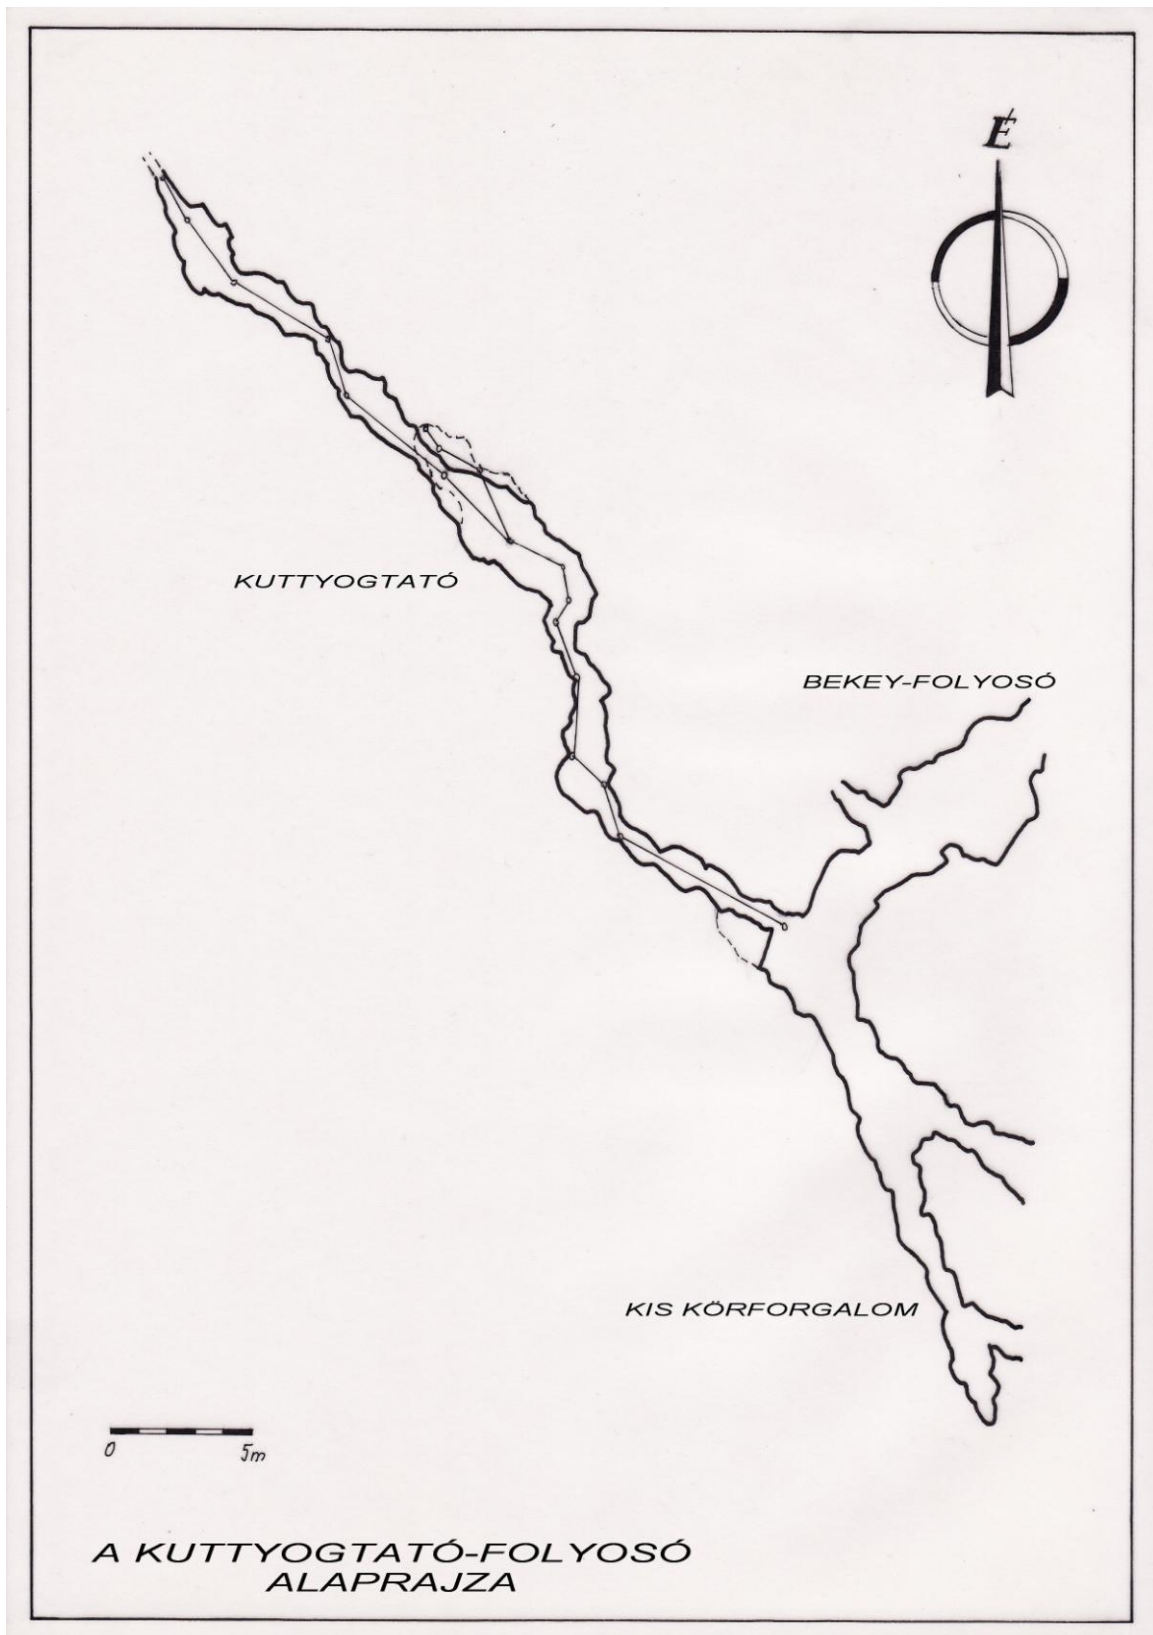 É
KUTTYOGTATÓ
BEKEY-FOLYOSÓ
KIS KÖRFORGALOM
0 5m
A KUTTYOGTATÓ-FOLYOSÓ
ALAPRAJZA